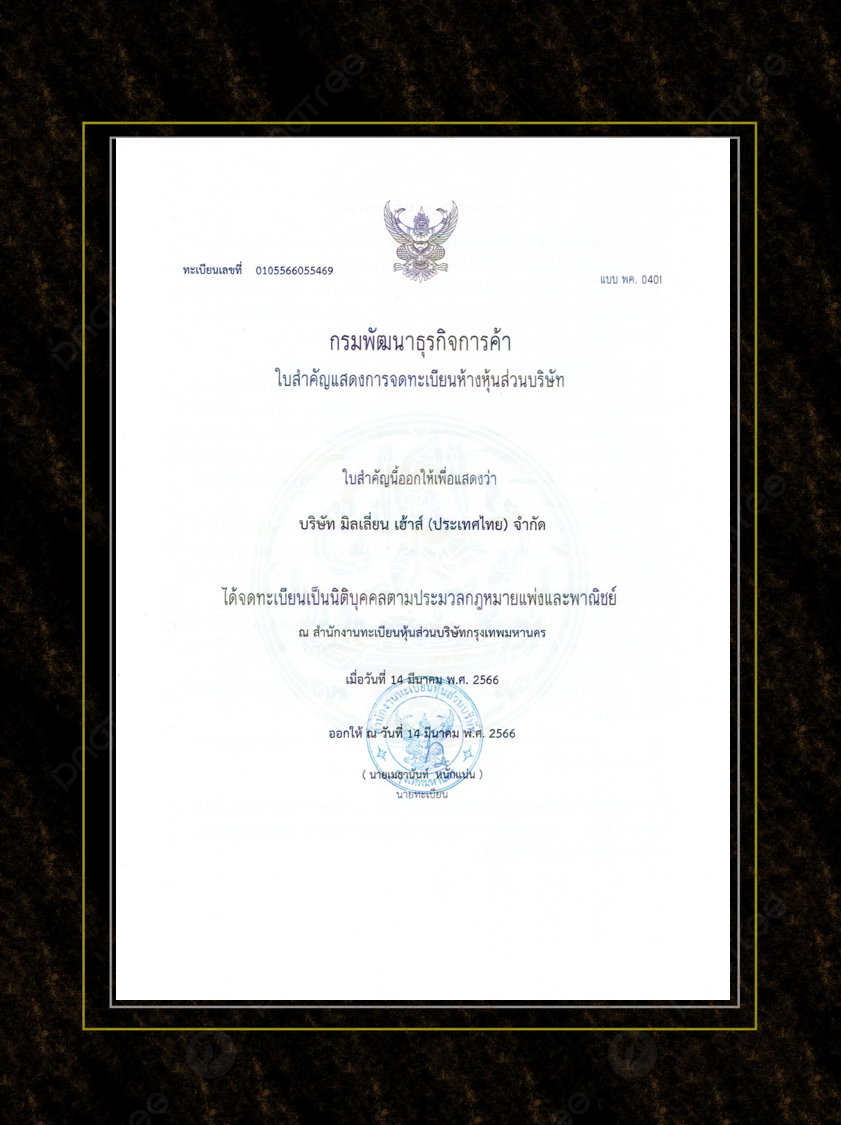 ทะเบียนเลขที่ 0105566055469
แบบ พค. 0401
กรมพัฒนาธุรกิจการค้า
ใบสำคัญแสดงการจดทะเบียนห้างหุ้นส่วนบริษัท
ใบสำคัญนี้ออกให้เพื่อแสดงว่า
บริษัท มิลเลี่ยน เฮ้าส์ (ประเทศไทย) จำกัด
ได้จดทะเบียนเป็นนิติบุคคลตามประมวลกฎหมายแพ่งและพาณิชย์
ณ สำนักงานทะเบียนหุ้นส่วนบริษัทกรุงเทพมหานคร
เมื่อวันที่ 14 มีนาคม พ.ศ. 2566
สำนักงานทะเบียนหุ้นส่วนบริษัท
ออกให้ ณ วันที่ 14 มีนาคม พ.ศ. 2566
( นายเมธานันท์ หนักแน่น )
กรุงเทพมหานคร
นายทะเบียน
pngtree